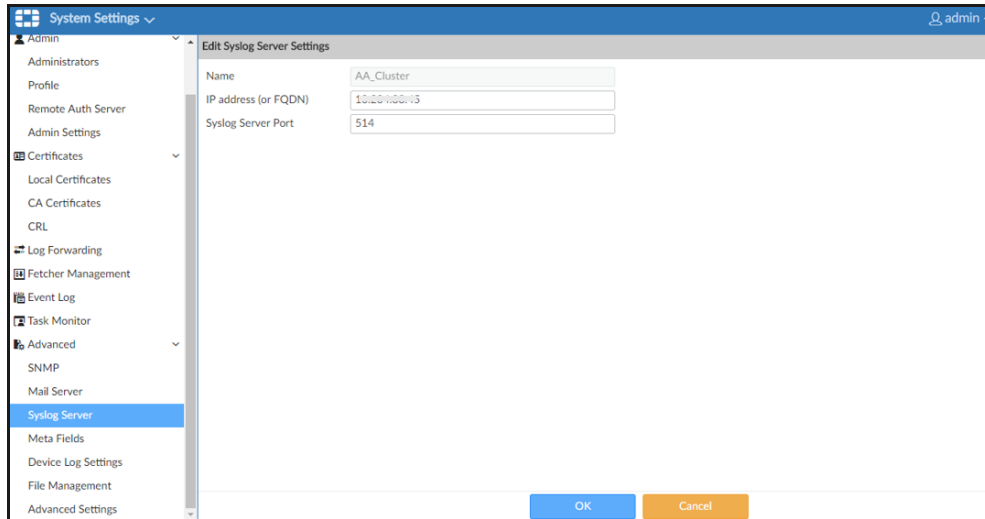 System Settings
admin
Admin
Administrators
Profile
Remote Auth Server
Admin Settings
Certificates
Local Certificates
CA Certificates
CRL
Log Forwarding
Fetcher Management
Event Log
Task Monitor
Advanced
SNMP
Mail Server
Syslog Server
Meta Fields
Device Log Settings
File Management
Advanced Settings
Edit Syslog Server Settings
Name AA_Cluster
IP address (or FQDN)
Syslog Server Port 514
OK Cancel